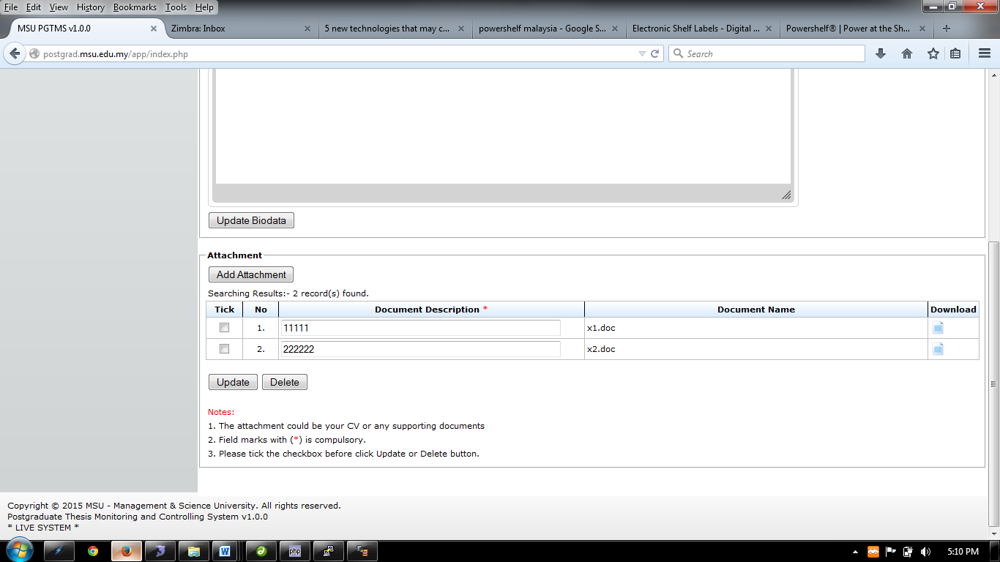 File Edit View History Bookmarks Tools Help
MSU PGTMS v1.0.0
Zimbra: Inbox
5 new technologies that may c...
powershelf malaysia - Google S...
Electronic Shelf Labels - Digital ...
Powershelf® | Power at the Sh...
postgrad.msu.edu.my/app/index.php
Search
Update Biodata
Attachment
Add Attachment
Searching Results:- 2 record(s) found.
Tick No Document Description * Document Name Download
1. 11111 x1.doc
2. 222222 x2.doc
Update Delete
Notes:
1. The attachment could be your CV or any supporting documents
2. Field marks with (*) is compulsory.
3. Please tick the checkbox before click Update or Delete button.
Copyright © 2015 MSU - Management & Science University. All rights reserved.
Postgraduate Thesis Monitoring and Controlling System v1.0.0
* LIVE SYSTEM *
php
5:10 PM